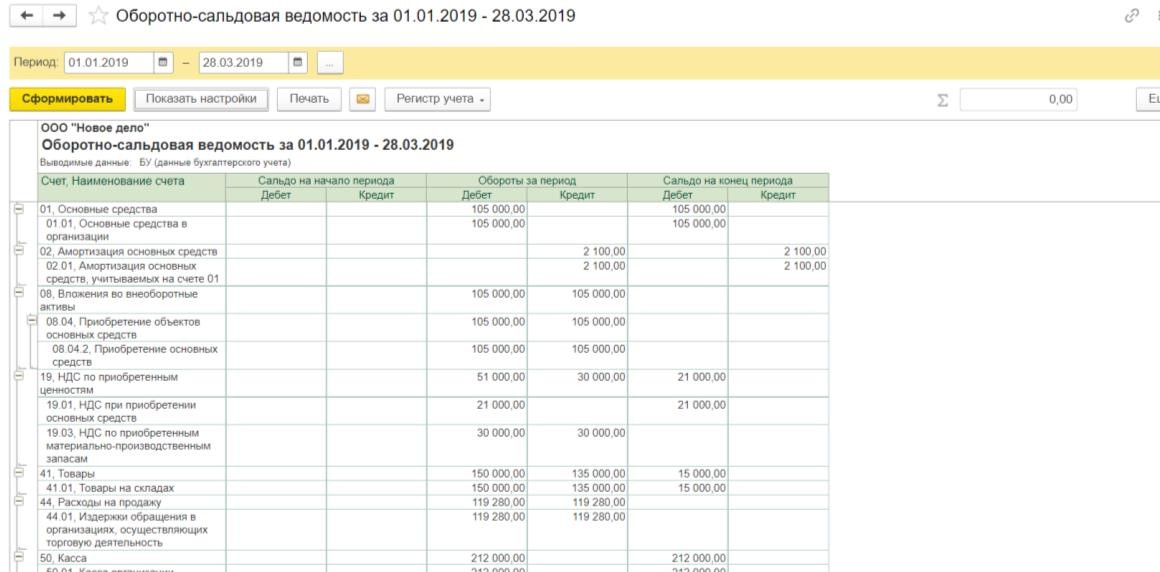 Оборотно-сальдовая ведомость за 01.01.2019 - 28.03.2019
Период: 01.01.2019 – 28.03.2019 ...
Сформировать Показать настройки Печать Регистр учета Σ 0,00
ООО "Новое дело"
Оборотно-сальдовая ведомость за 01.01.2019 - 28.03.2019
Выводимые данные: БУ (данные бухгалтерского учета)
Счет, Наименование счета Сальдо на начало периода Обороты за период Сальдо на конец периода
Дебет Кредит Дебет Кредит Дебет Кредит
01, Основные средства 105 000,00 105 000,00
01.01, Основные средства в 105 000,00 105 000,00
организации
02, Амортизация основных средств 2 100,00 2 100,00
02.01, Амортизация основных 2 100,00 2 100,00
средств, учитываемых на счете 01
08, Вложения во внеоборотные 105 000,00 105 000,00
активы
08.04, Приобретение объектов 105 000,00 105 000,00
основных средств
08.04.2, Приобретение основных 105 000,00 105 000,00
средств
19, НДС по приобретенным 51 000,00 30 000,00 21 000,00
ценностям
19.01, НДС при приобретении 21 000,00 21 000,00
основных средств
19.03, НДС по приобретенным 30 000,00 30 000,00
материально-производственным
запасам
41, Товары 150 000,00 135 000,00 15 000,00
41.01, Товары на складах 150 000,00 135 000,00 15 000,00
44, Расходы на продажу 119 280,00 119 280,00
44.01, Издержки обращения в 119 280,00 119 280,00
организациях, осуществляющих
торговую деятельность
50, Касса 212 000,00 212 000,00